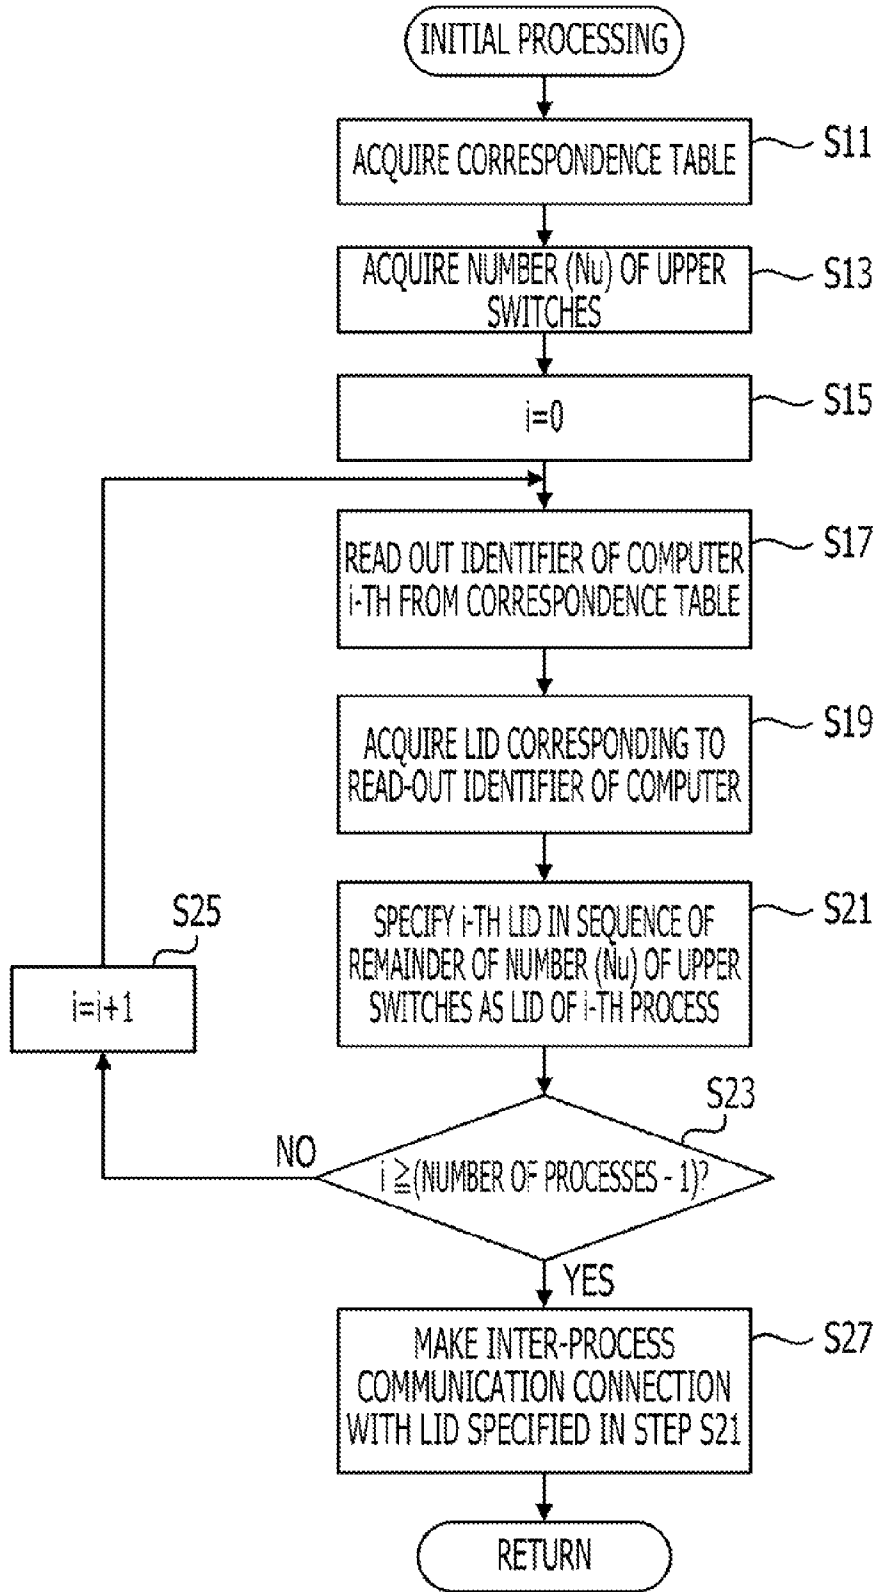 INITIAL PROCESSING
ACQUIRE CORRESPONDENCE TABLE
S11
ACQUIRE NUMBER (Nu) OF UPPER
SWITCHES
S13
i=0
S15
READ OUT IDENTIFIER OF COMPUTER
i-TH FROM CORRESPONDENCE TABLE
S17
ACQUIRE LID CORRESPONDING TO
READ-OUT IDENTIFIER OF COMPUTER
S19
SPECIFY i-TH LID IN SEQUENCE OF
REMAINDER OF NUMBER (Nu) OF UPPER
SWITCHES AS LID OF i-TH PROCESS
S21
S25
i=i+1
S23
NO
i ≧(NUMBER OF PROCESSES - 1)?
YES
MAKE INTER-PROCESS
COMMUNICATION CONNECTION
WITH LID SPECIFIED IN STEP S21
S27
RETURN